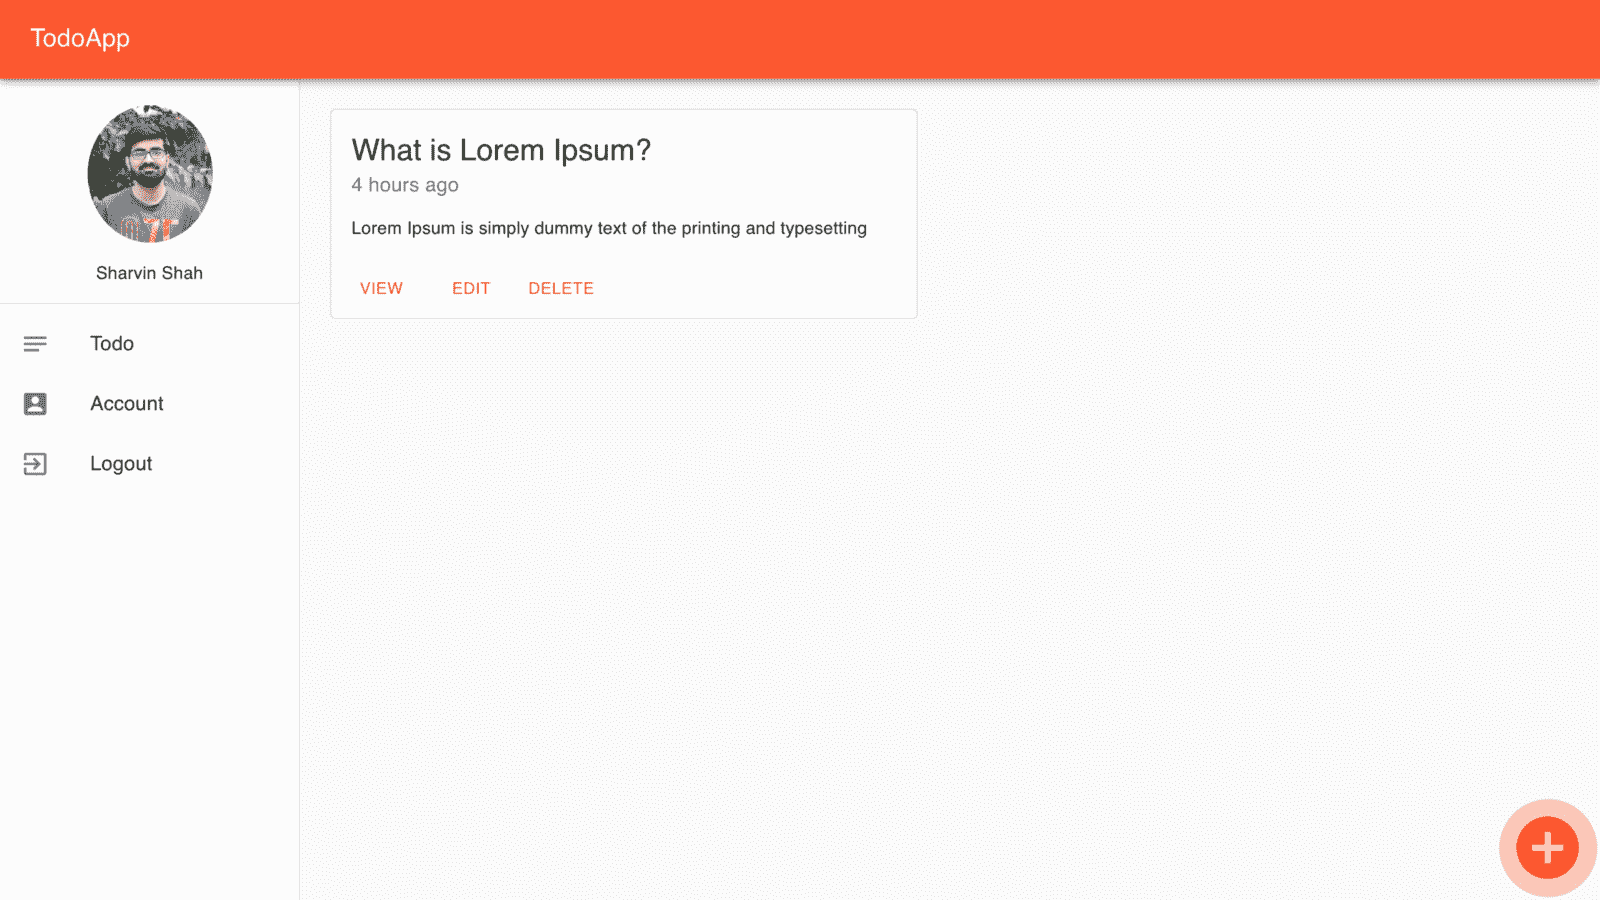 TodoApp
Sharvin Shah
Todo
Account
Logout
What is Lorem Ipsum?
4 hours ago
Lorem Ipsum is simply dummy text of the printing and typesetting
VIEW EDIT DELETE